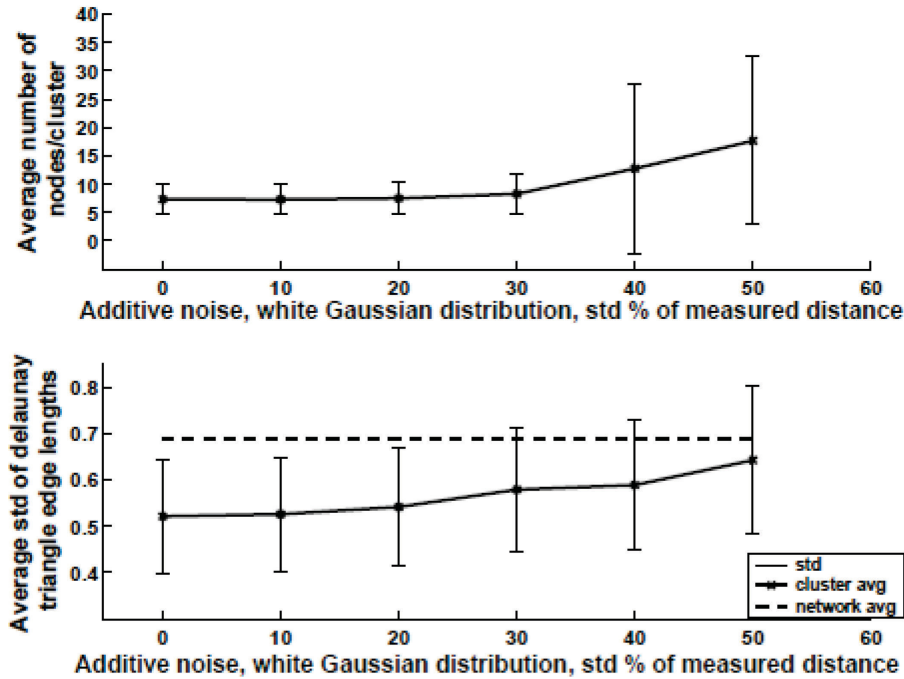 Average number of
nodes/cluster
40
35
30
25
20
15
10
5
0
0 10 20 30 40 50 60
Additive noise, white Gaussian distribution, std % of measured distance
Average std of delaunay
triangle edge lengths
0.8
0.7
0.6
0.5
0.4
std
cluster avg
network avg
0 10 20 30 40 50 60
Additive noise, white Gaussian distribution, std % of measured distance